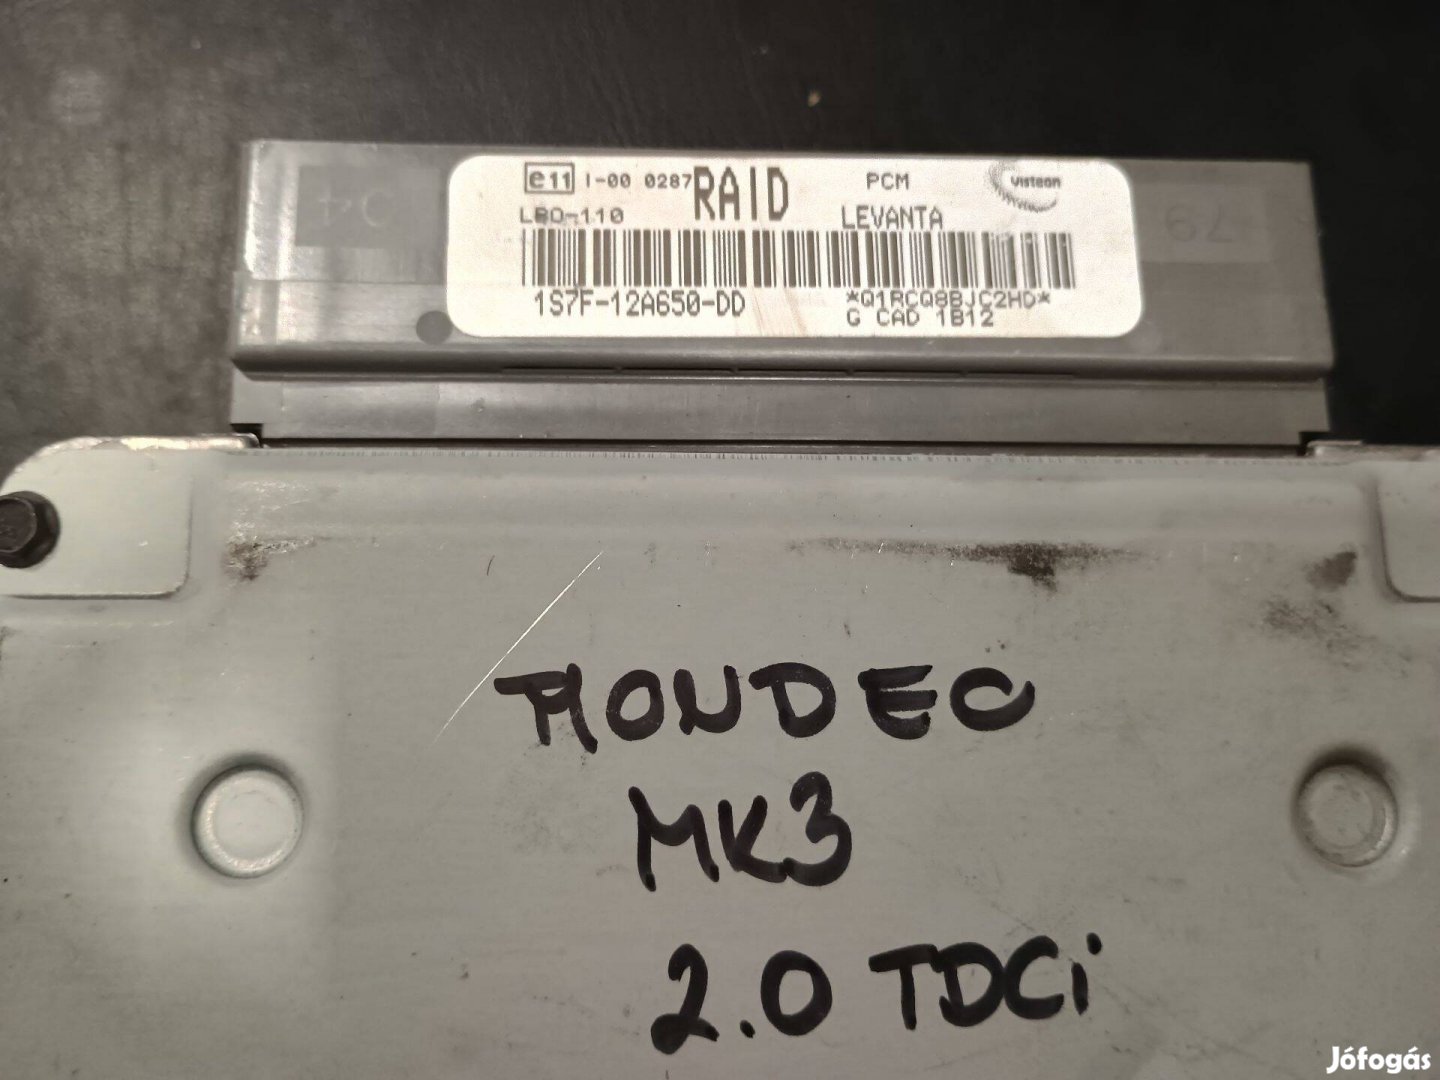 e11 I-00 0287 RAID PCM Visteon
LBO-110 LEVANTA
1S7F-12A650-DD *Q1RCQ8BJC2HD*
G CAD 1B12
79
MONDEO
MK3
2.0 TDCi
Jófogás